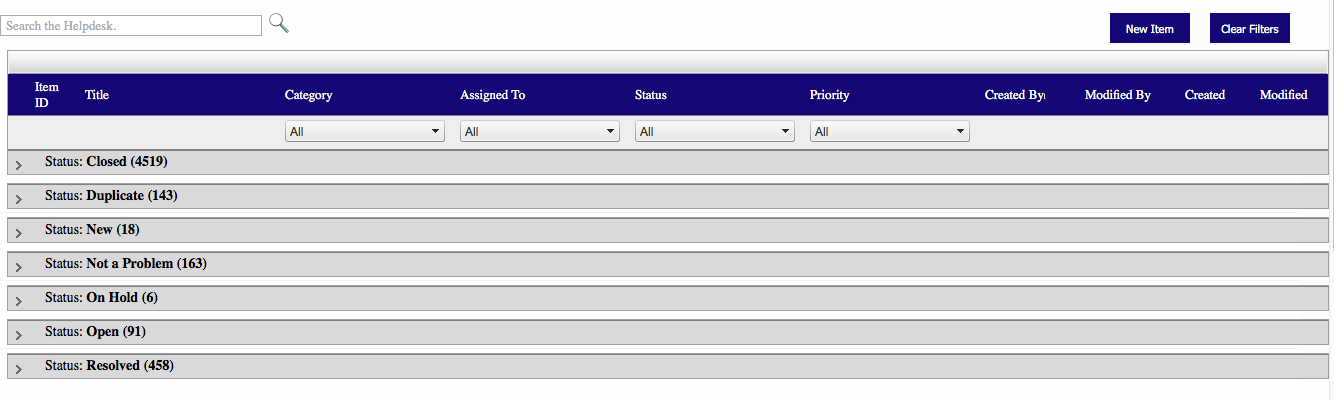 Search the Helpdesk.
New Item
Clear Filters
Item ID
Title
Category
Assigned To
Status
Priority
Created By
Modified By
Created
Modified
All
All
All
All
Status: Closed (4519)
Status: Duplicate (143)
Status: New (18)
Status: Not a Problem (163)
Status: On Hold (6)
Status: Open (91)
Status: Resolved (458)